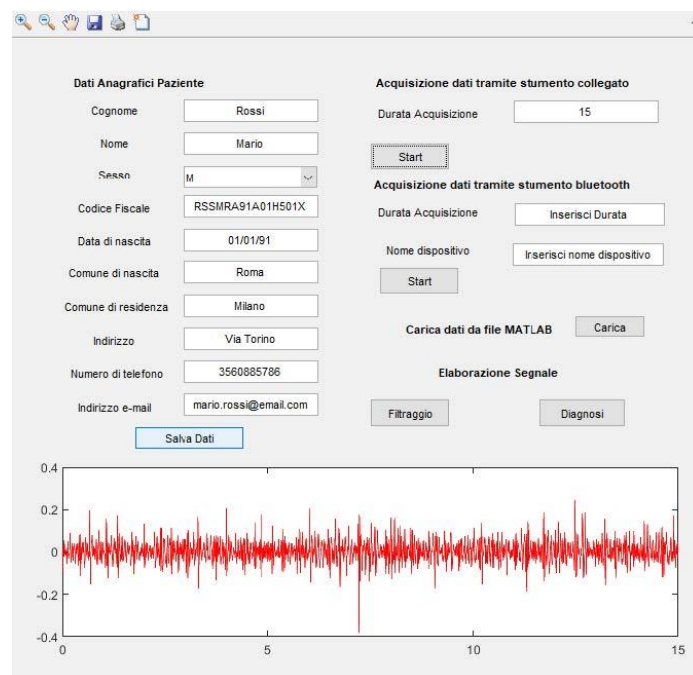 Dati Anagrafici Paziente
Cognome Rossi
Nome Mario
Sesso M
Codice Fiscale RSSMRA91A01H501X
Data di nascita 01/01/91
Comune di nascita Roma
Comune di residenza Milano
Indirizzo Via Torino
Numero di telefono 3560885786
Indirizzo e-mail mario.rossi@email.com
Salva Dati
Acquisizione dati tramite stumento collegato
Durata Acquisizione 15
Start
Acquisizione dati tramite stumento bluetooth
Durata Acquisizione Inserisci Durata
Nome dispositivo Inserisci nome dispositivo
Start
Carica dati da file MATLAB Carica
Elaborazione Segnale
Filtraggio Diagnosi
0.4
0.2
0
-0.2
-0.4
0 5 10 15